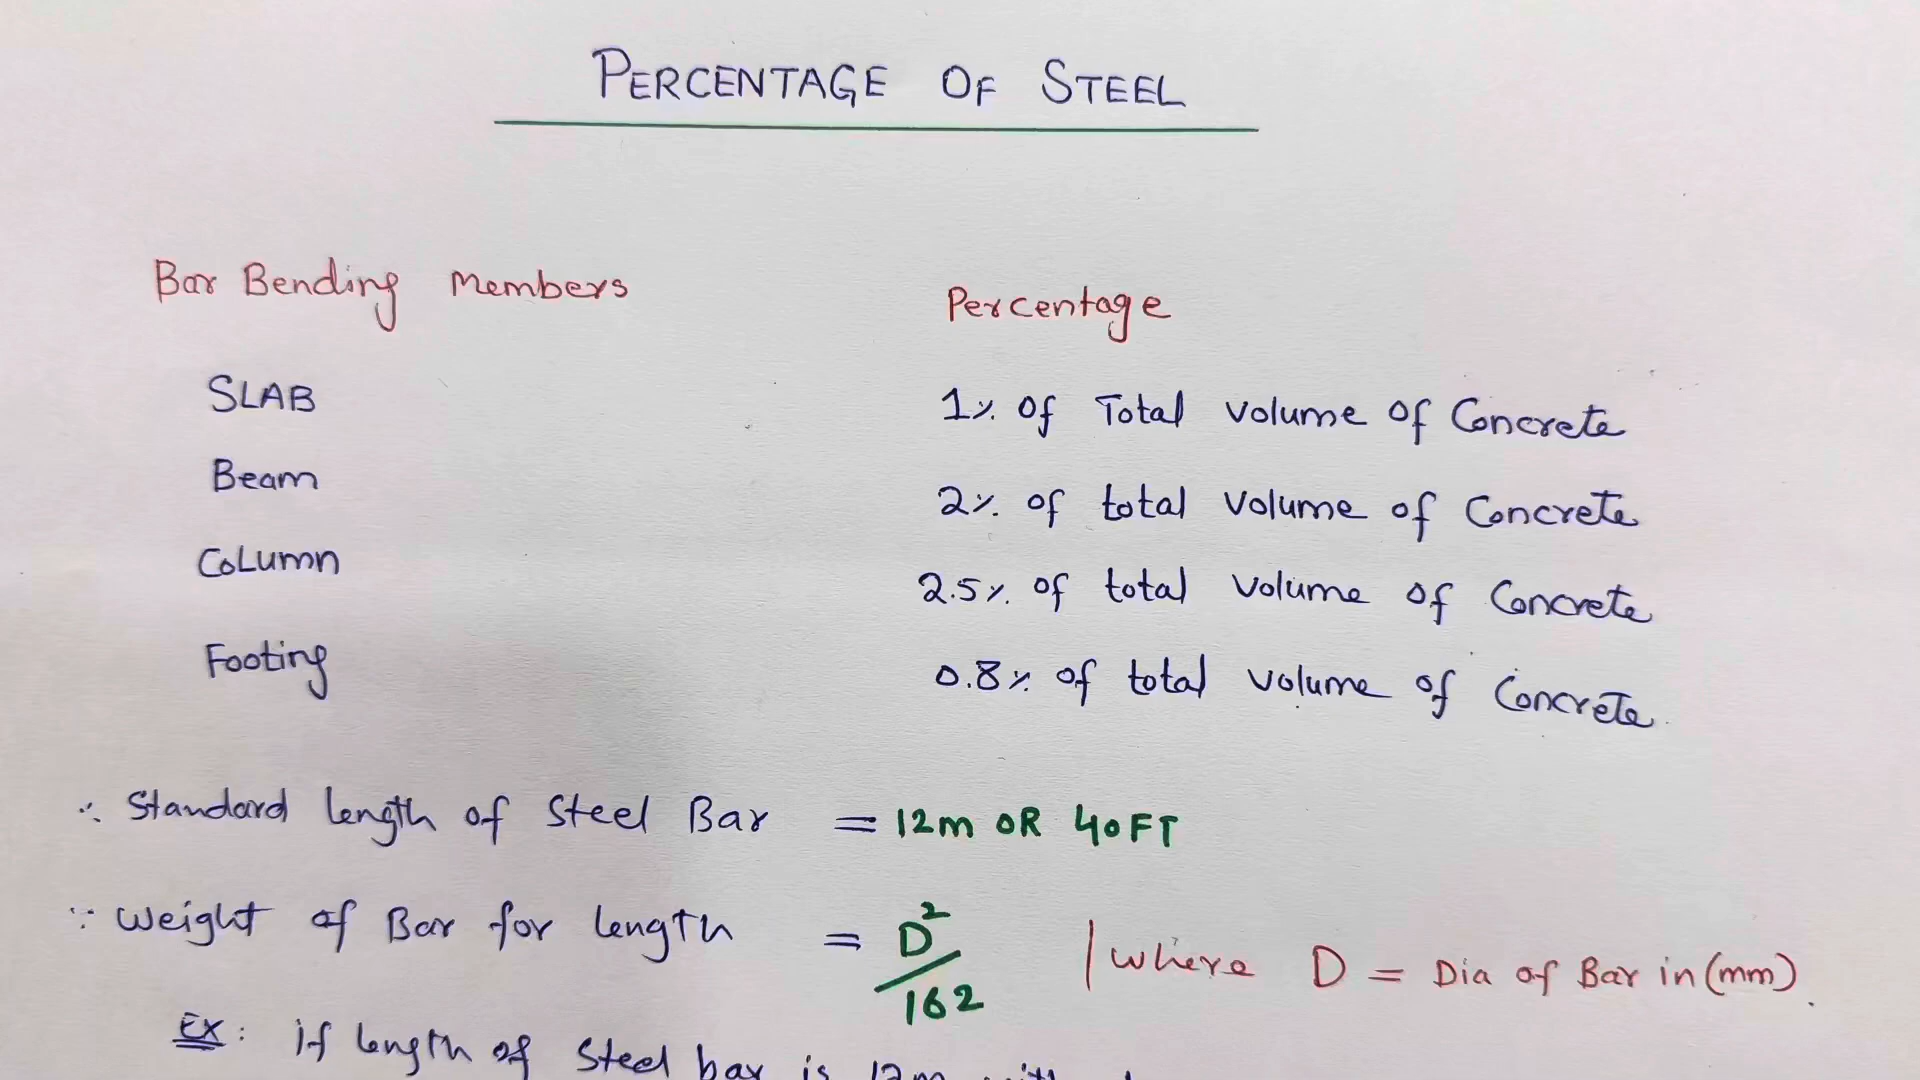 PERCENTAGE OF STEEL
Bar Bending Members Percentage
SLAB 1% of Total volume of Concrete
Beam 2% of total volume of Concrete
Column 2.5% of total volume of Concrete
Footing 0.8% of total volume of Concrete.
∴ Standard length of Steel Bar = 12m OR 40FT
∵ Weight of Bar for length = D²/162 | where D = Dia of Bar in (mm).
Ex: if length of Steel bar is 12m